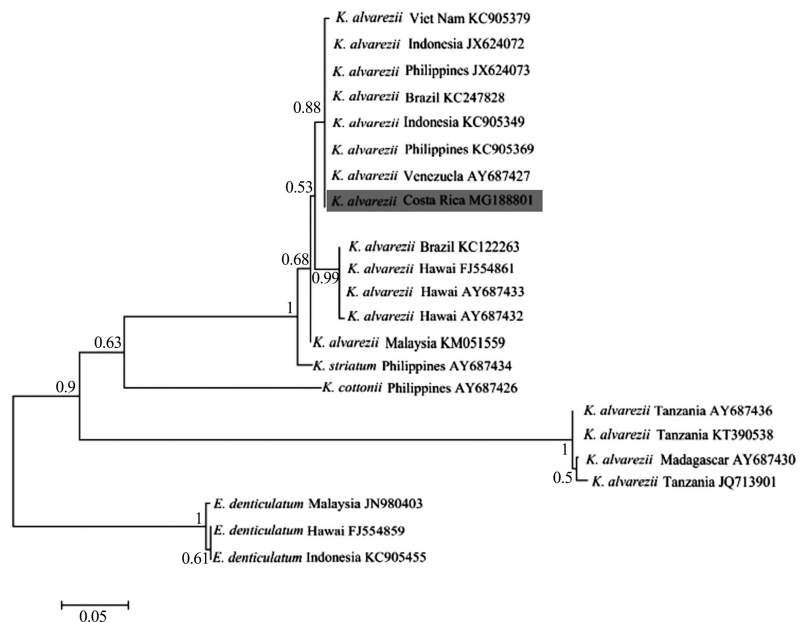 K. alvarezii Viet Nam KC905379
K. alvarezii Indonesia JX624072
K. alvarezii Philippines JX624073
K. alvarezii Brazil KC247828
0.88
K. alvarezii Indonesia KC905349
K. alvarezii Philippines KC905369
K. alvarezii Venezuela AY687427
0.53
K. alvarezii Costa Rica MG188801
K. alvarezii Brazil KC122263
0.68
K. alvarezii Hawai FJ554861
0.99
K. alvarezii Hawai AY687433
1
K. alvarezii Hawai AY687432
0.63
K. alvarezii Malaysia KM051559
K. striatum Philippines AY687434
0.9
K. cottonii Philippines AY687426
K. alvarezii Tanzania AY687436
K. alvarezii Tanzania KT390538
1
K. alvarezii Madagascar AY687430
0.5
K. alvarezii Tanzania JQ713901
E. denticulatum Malaysia JN980403
1
E. denticulatum Hawai FJ554859
0.61
E. denticulatum Indonesia KC905455
0.05